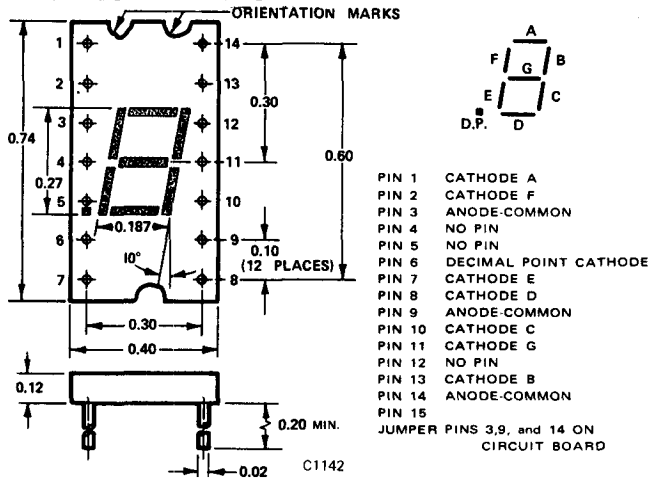 ORIENTATION MARKS
1 14
2 13
3 12
4 11
5 10
6 9
7 8
0.74
0.27
0.187
10°
0.30
0.60
0.10
(12 PLACES)
0.30
0.40
0.12
0.20 MIN.
0.02
C1142
A
F B
G
E C
D.P. D
PIN 1 CATHODE A
PIN 2 CATHODE F
PIN 3 ANODE-COMMON
PIN 4 NO PIN
PIN 5 NO PIN
PIN 6 DECIMAL POINT CATHODE
PIN 7 CATHODE E
PIN 8 CATHODE D
PIN 9 ANODE-COMMON
PIN 10 CATHODE C
PIN 11 CATHODE G
PIN 12 NO PIN
PIN 13 CATHODE B
PIN 14 ANODE-COMMON
PIN 15
JUMPER PINS 3,9, and 14 ON
CIRCUIT BOARD